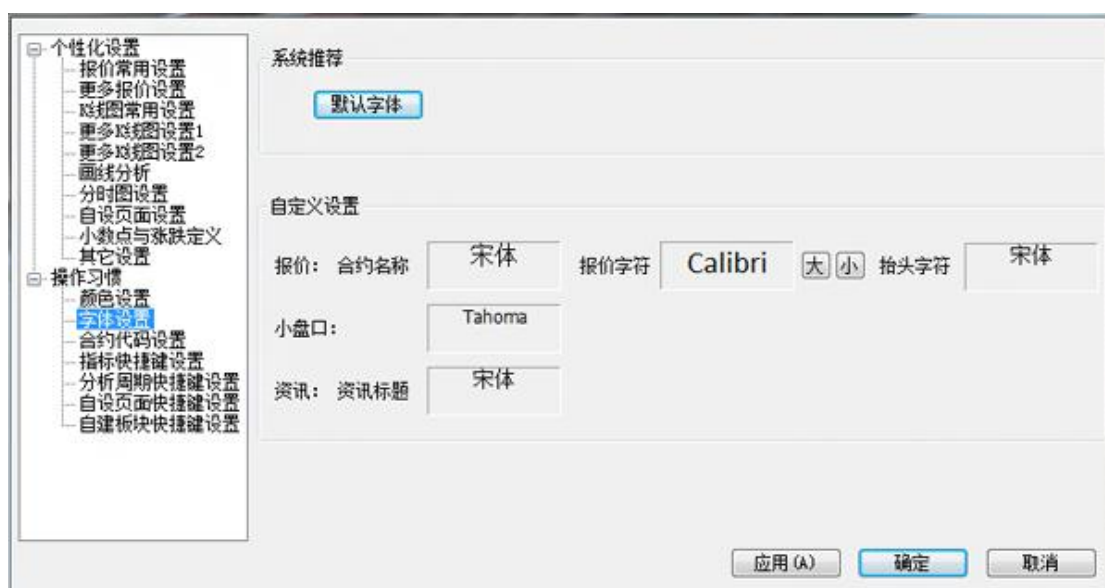 个性化设置
报价常用设置
更多报价设置
K线图常用设置
更多K线图设置1
更多K线图设置2
画线分析
分时图设置
自设页面设置
小数点与涨跌定义
其它设置
操作习惯
颜色设置
字体设置
合约代码设置
指标快捷键设置
分析周期快捷键设置
自设页面快捷键设置
自建板块快捷键设置
系统推荐
默认字体
自定义设置
报价： 合约名称 宋体 报价字符 Calibri 大 小 抬头字符 宋体
小盘口： Tahoma
资讯： 资讯标题 宋体
应用(A) 确定 取消